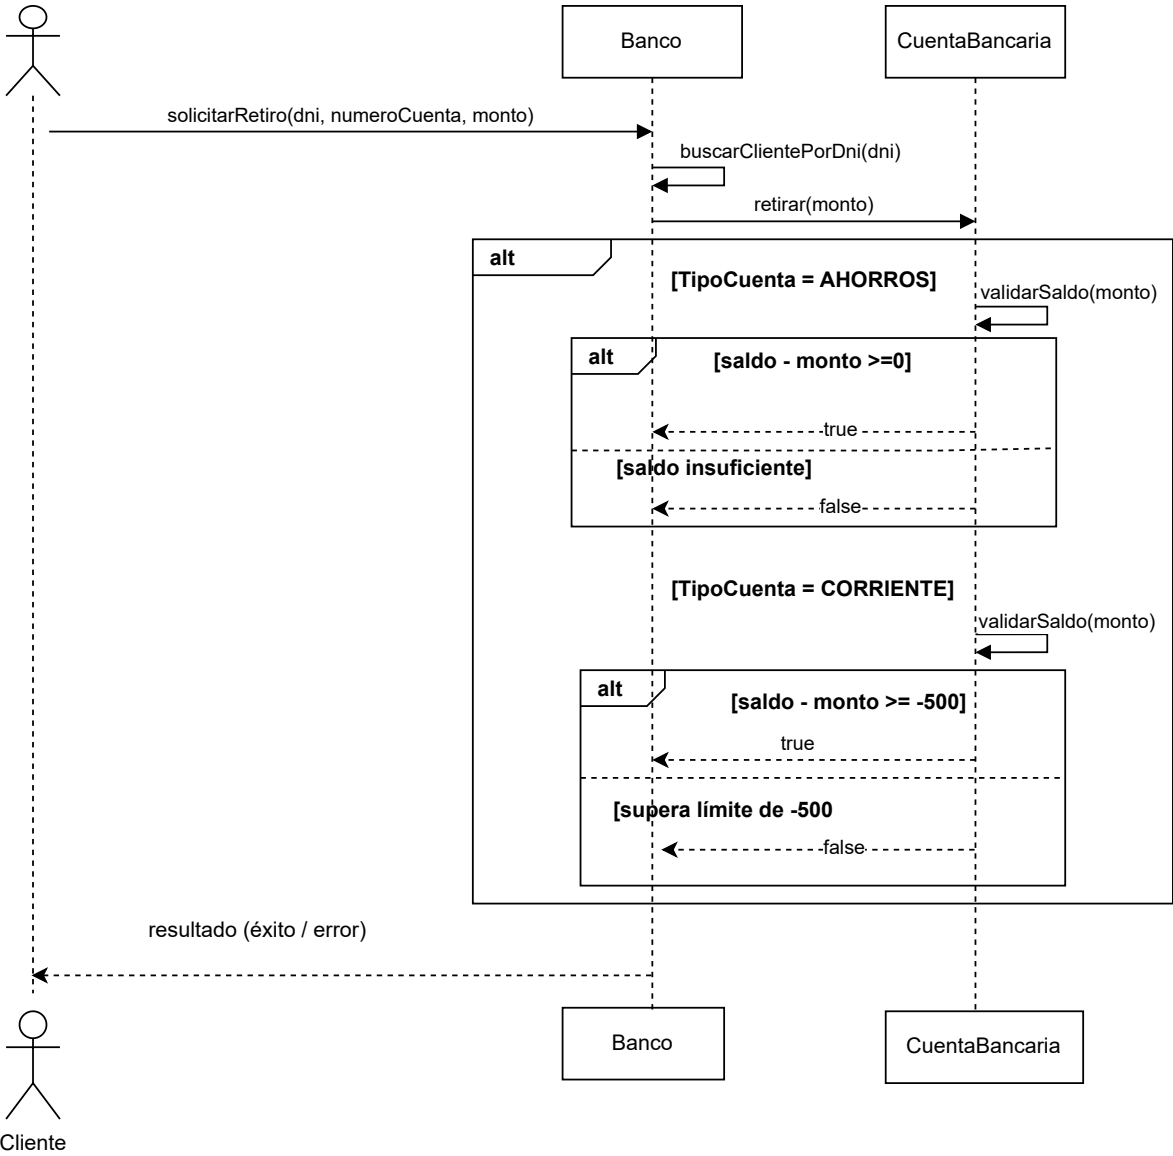 Banco
CuentaBancaria
solicitarRetiro(dni, numeroCuenta, monto)
buscarClientePorDni(dni)
retirar(monto)
alt
[TipoCuenta = AHORROS]
validarSaldo(monto)
alt
[saldo - monto >=0]
true
[saldo insuficiente]
false
[TipoCuenta = CORRIENTE]
validarSaldo(monto)
alt
[saldo - monto >= -500]
true
[supera límite de -500
false
resultado (éxito / error)
Banco
CuentaBancaria
Cliente